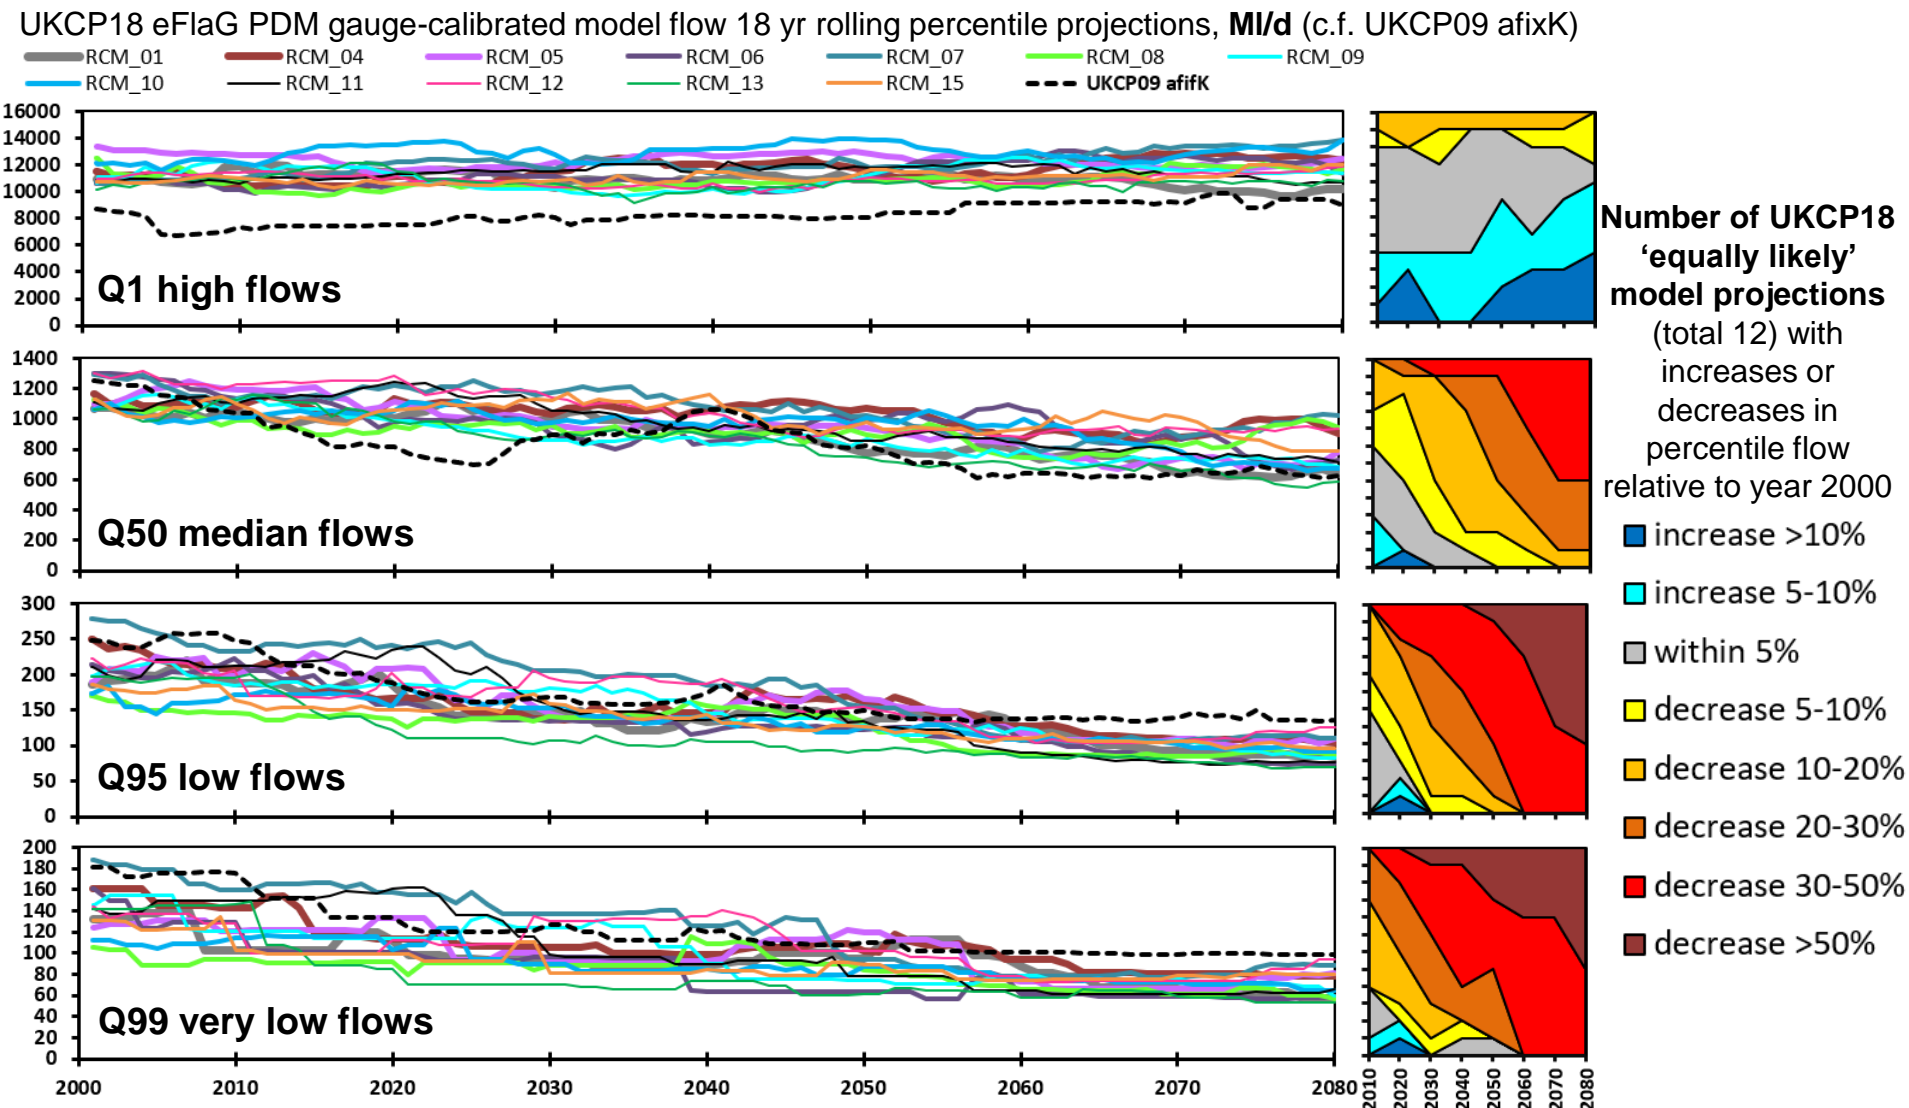 UKCP18 eFlaG PDM gauge-calibrated model flow 18 yr rolling percentile projections, Ml/d (c.f. UKCP09 afixK)
RCM_01 RCM_04 RCM_05 RCM_06 RCM_07 RCM_08 RCM_09
RCM_10 RCM_11 RCM_12 RCM_13 RCM_15 UKCP09 afifK
16000
14000
12000
10000
8000
6000
4000
2000
0
Q1 high flows
1400
1200
1000
800
600
400
200
0
Q50 median flows
300
250
200
150
100
50
0
Q95 low flows
200
180
160
140
120
100
80
60
40
20
0
Q99 very low flows
2000 2010 2020 2030 2040 2050 2060 2070 2080
2010 2020 2030 2040 2050 2060 2070 2080
Number of UKCP18
‘equally likely’
model projections
(total 12) with
increases or
decreases in
percentile flow
relative to year 2000
increase >10%
increase 5-10%
within 5%
decrease 5-10%
decrease 10-20%
decrease 20-30%
decrease 30-50%
decrease >50%